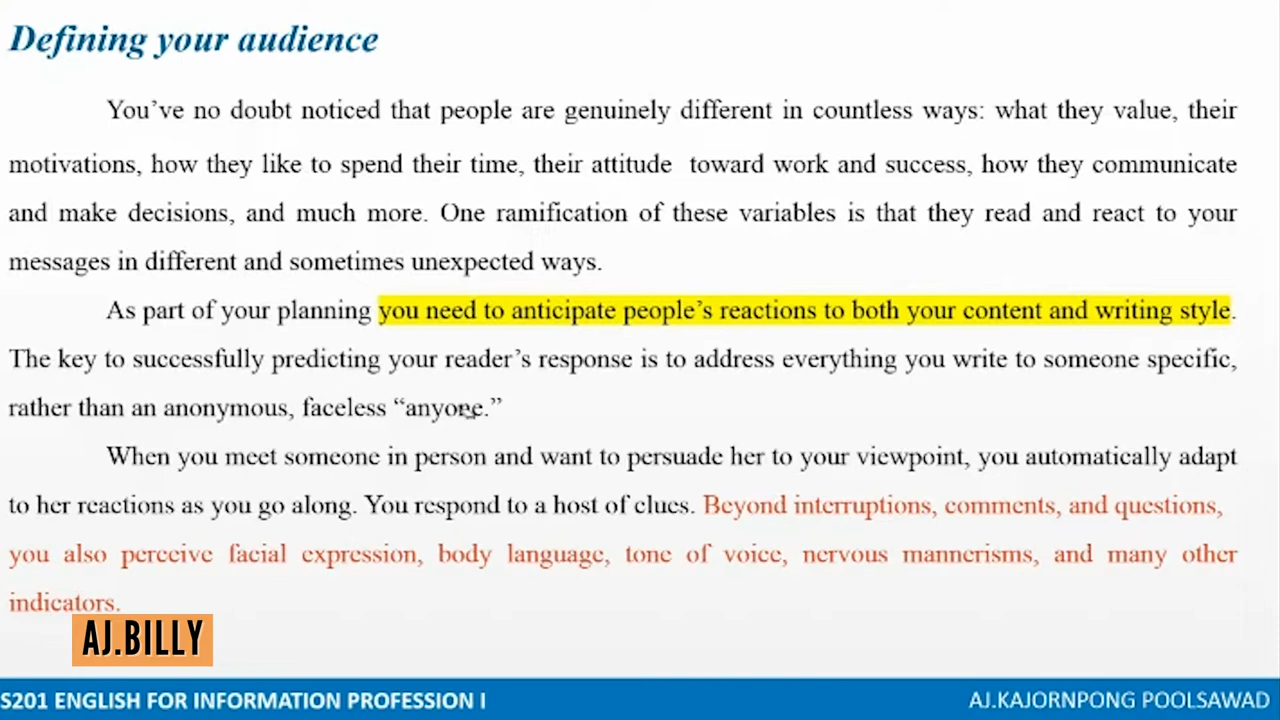 Defining your audience
You’ve no doubt noticed that people are genuinely different in countless ways: what they value, their
motivations, how they like to spend their time, their attitude toward work and success, how they communicate
and make decisions, and much more. One ramification of these variables is that they read and react to your
messages in different and sometimes unexpected ways.
As part of your planning you need to anticipate people’s reactions to both your content and writing style.
The key to successfully predicting your reader’s response is to address everything you write to someone specific,
rather than an anonymous, faceless “anyone.”
When you meet someone in person and want to persuade her to your viewpoint, you automatically adapt
to her reactions as you go along. You respond to a host of clues. Beyond interruptions, comments, and questions,
you also perceive facial expression, body language, tone of voice, nervous mannerisms, and many other
indicators.
AJ.BILLY
S201 ENGLISH FOR INFORMATION PROFESSION I
AJ.KAJORNPONG POOLSAWAD